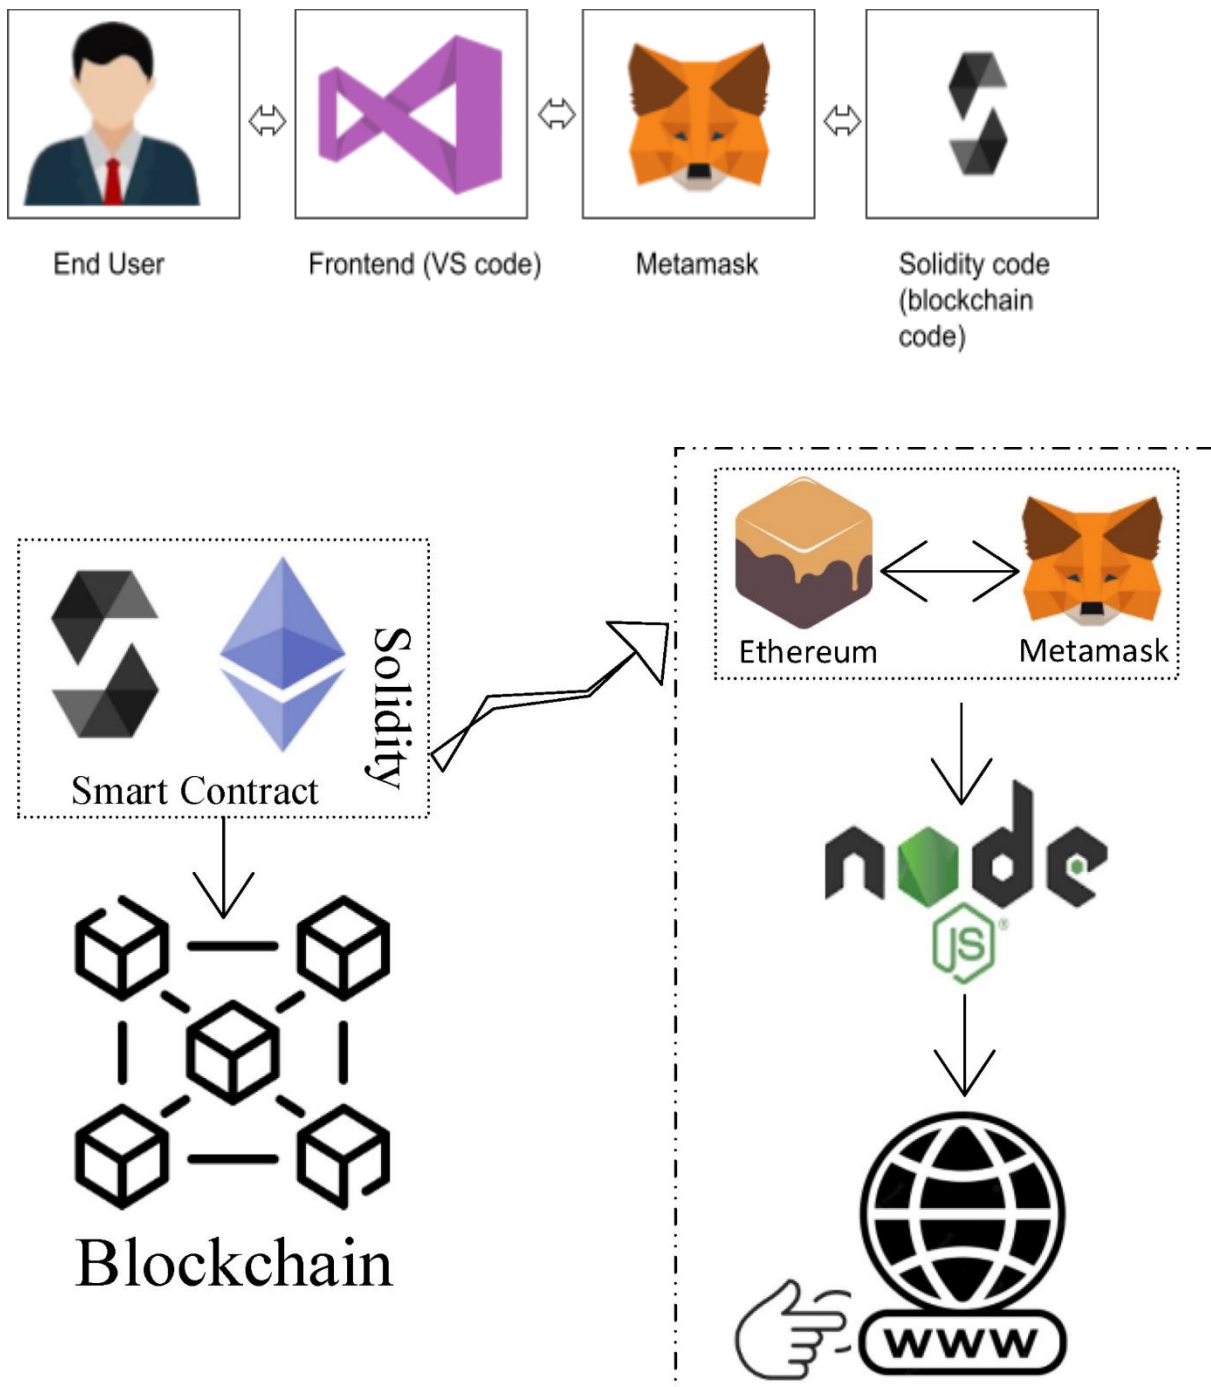 End User
Frontend (VS code)
Metamask
Solidity code
(blockchain
code)
Smart Contract
Solidity
Blockchain
Ethereum
Metamask
node
JS®
WWW